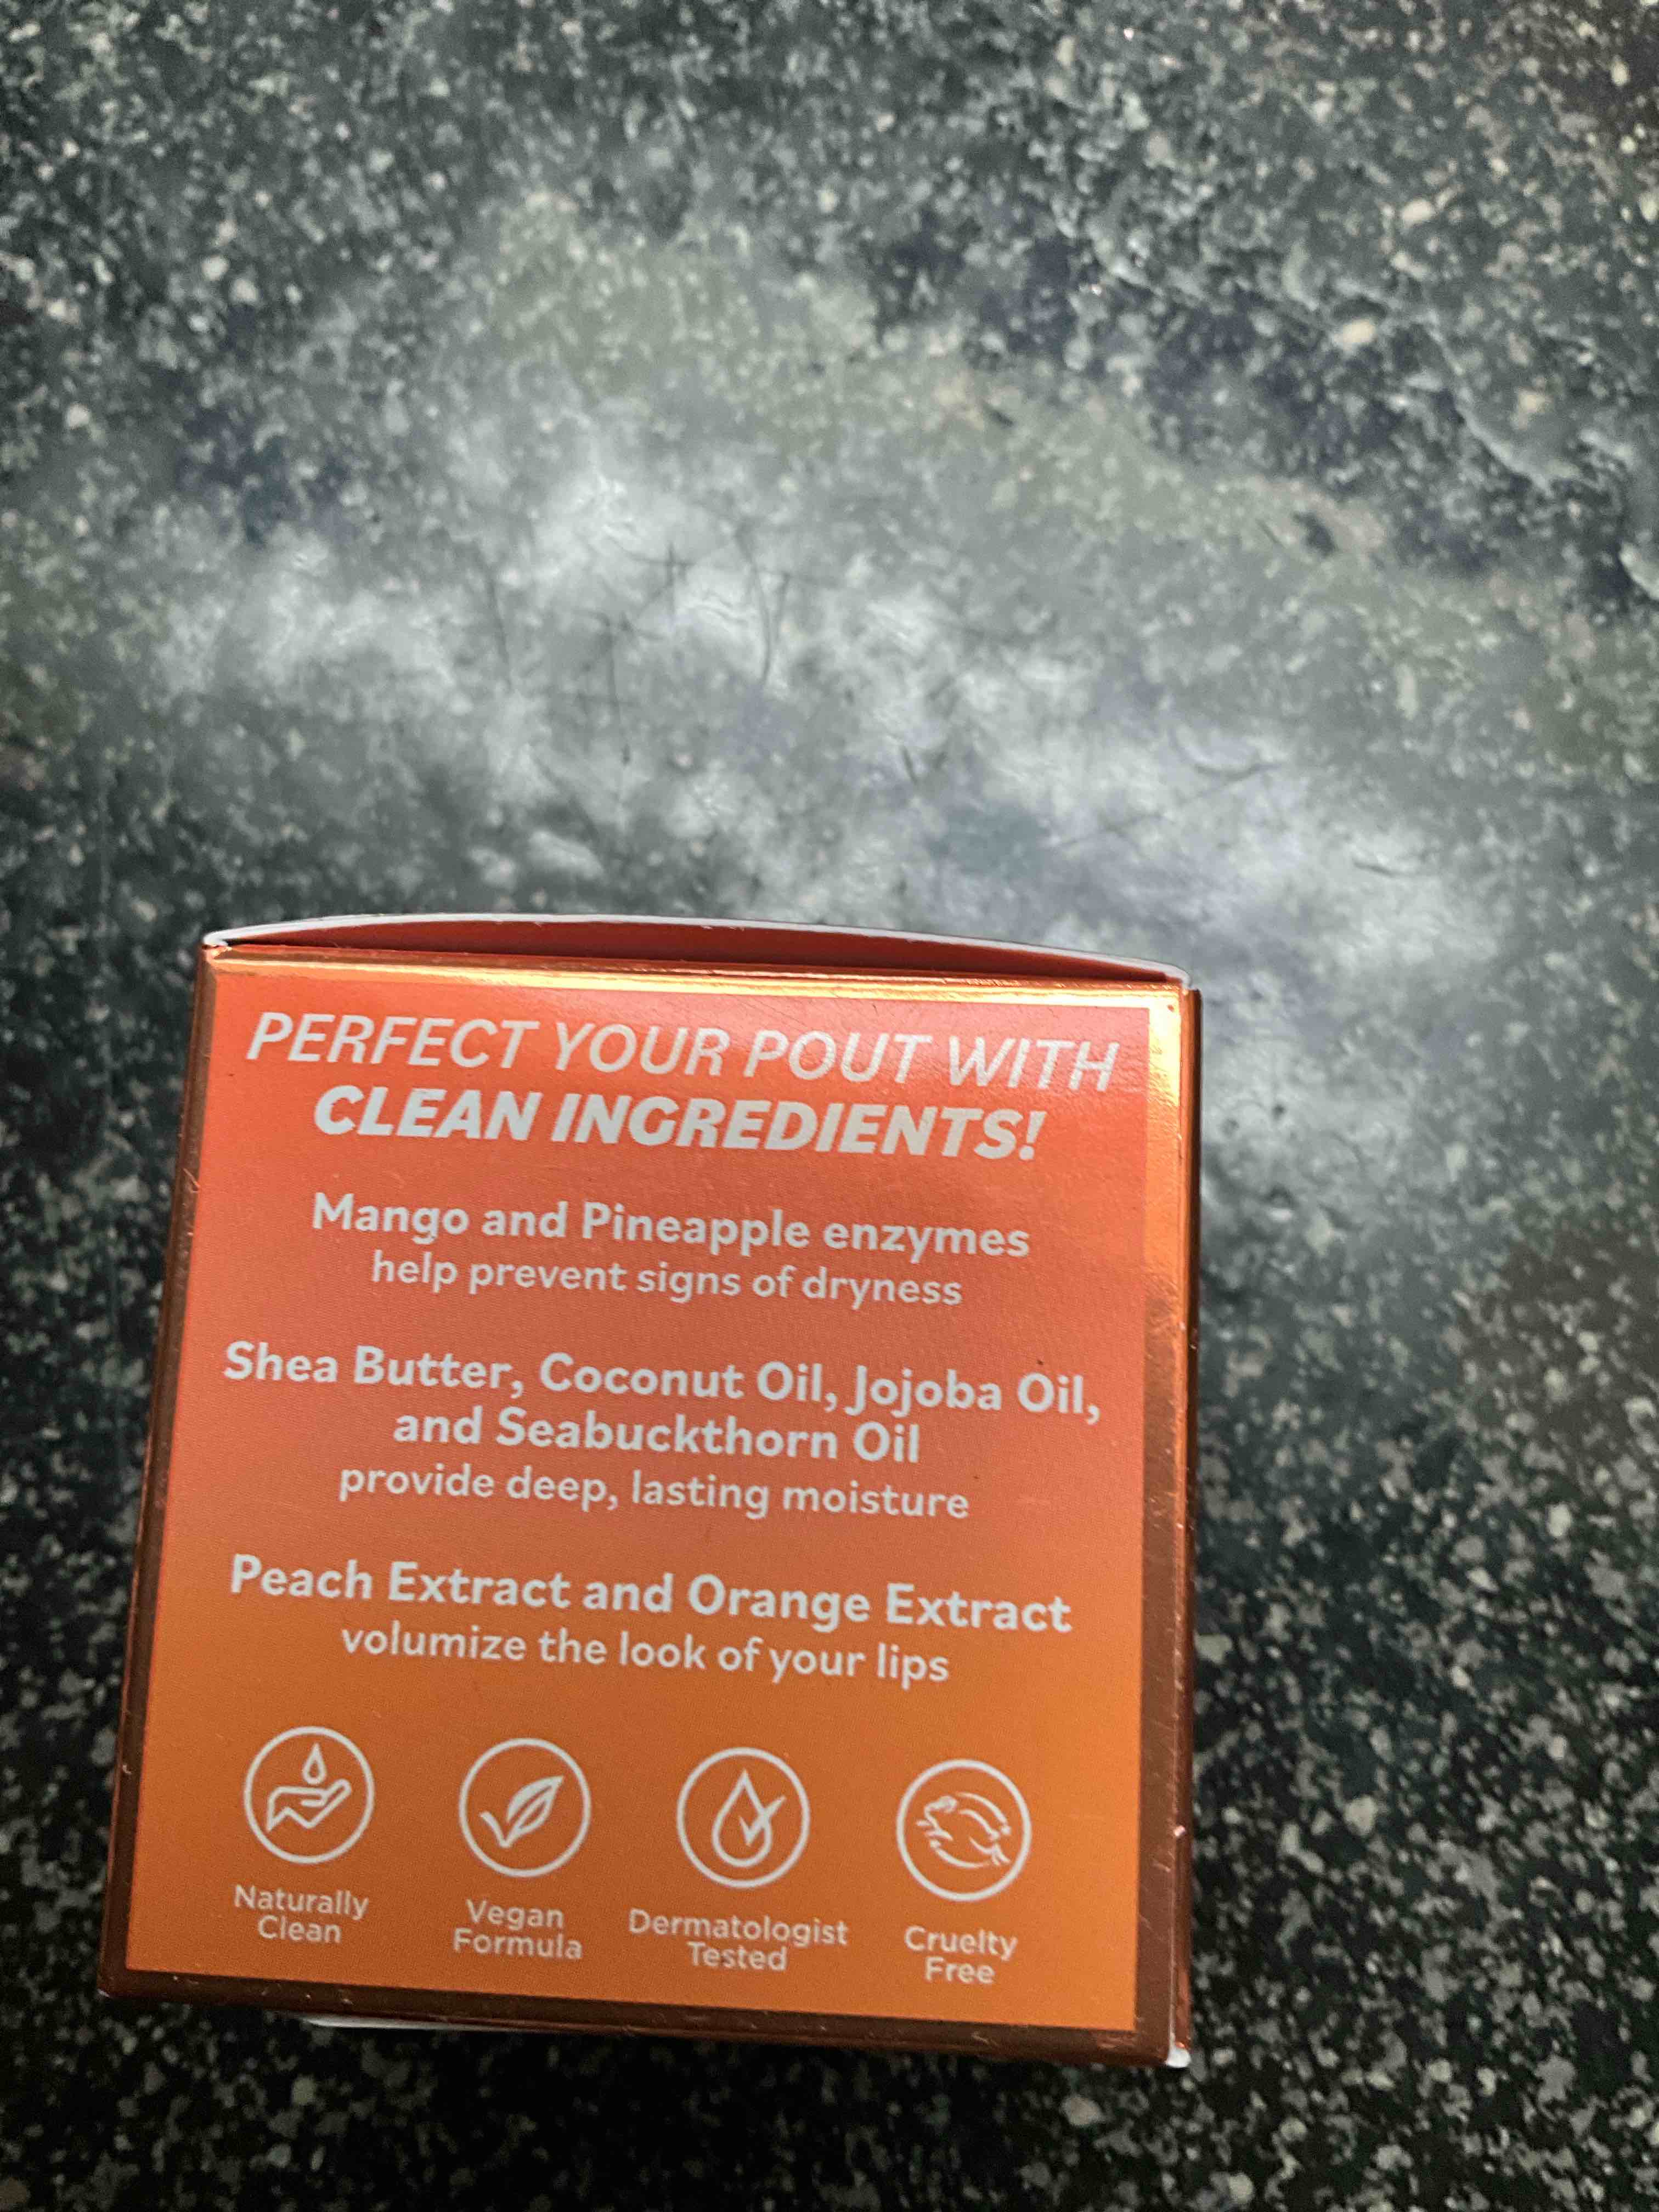 PERFECT YOUR POUT WITH
CLEAN INGREDIENTS!
Mango and Pineapple enzymes
help prevent signs of dryness
Shea Butter, Coconut Oil, Jojoba Oil,
and Seabuckthorn Oil
provide deep, lasting moisture
Peach Extract and Orange Extract
volumize the look of your lips
Naturally
Clean
Vegan
Formula
Dermatologist
Tested
Cruelty
Free